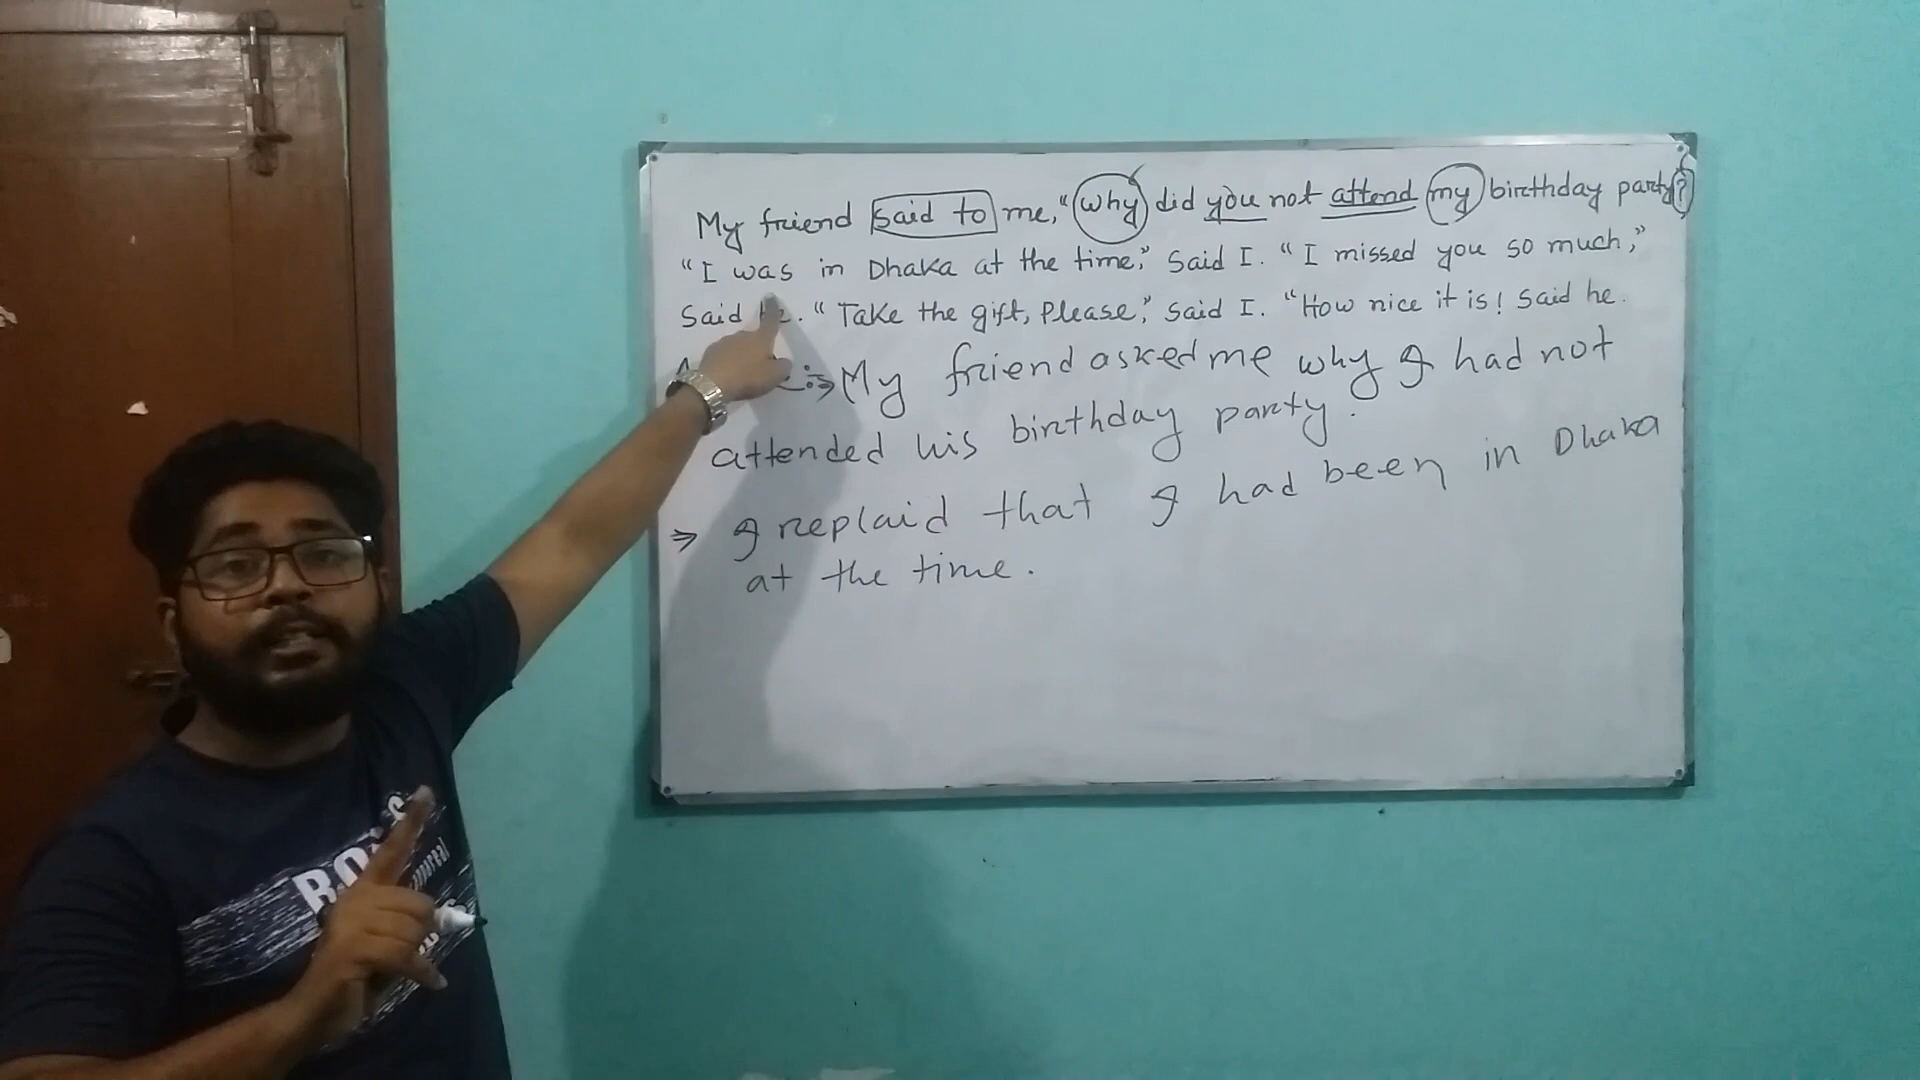 My friend said to me, "why did you not attend my birthday party?
"I was in Dhaka at the time," Said I. "I missed you so much,"
Said he. "Take the gift, Please," Said I. "How nice it is! Said he.
My friend asked me why I had not
attended his birthday party.
⇒ I replaid that I had been in Dhaka
at the time.